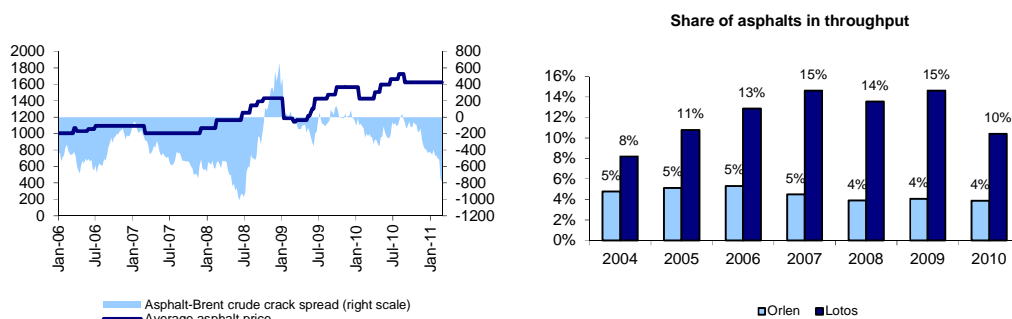 2000
1800
1600
1400
1200
1000
800
600
400
200
0
800
600
400
200
0
-200
-400
-600
-800
-1000
-1200
Jan-06
Jul-06
Jan-07
Jul-07
Jan-08
Jul-08
Jan-09
Jul-09
Jan-10
Jul-10
Jan-11
Asphalt-Brent crude crack spread (right scale)
Average asphalt price
Share of asphalts in throughput
16%
14%
12%
10%
8%
6%
4%
2%
0%
5% 8%
5% 11%
5% 13%
5% 15%
4% 14%
4% 15%
4% 10%
2004 2005 2006 2007 2008 2009 2010
Orlen Lotos